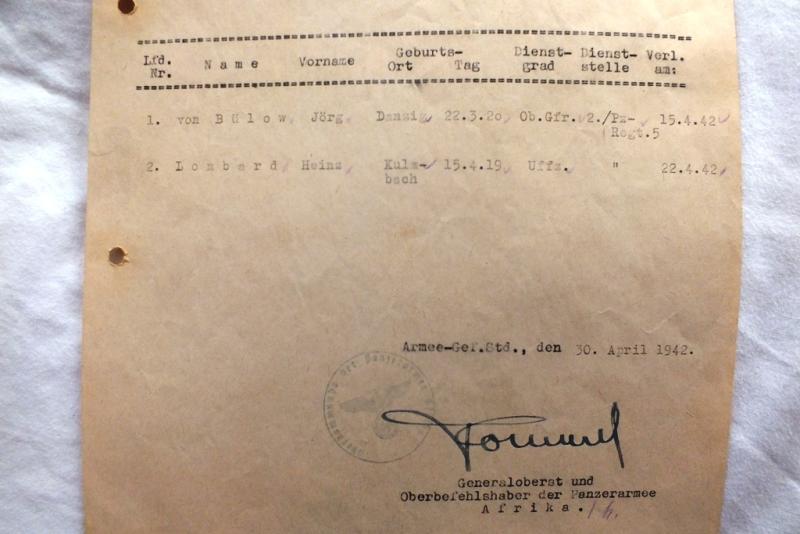 Lfd. Nr. Name Vorname Geburts- Ort Tag Dienst- grad Dienst- stelle Verl. am:
1. von Bülow Jörg Danzig 22.3.2o Ob.Gfr. 2./Pz- 15.4.42
Regt.5
2. Lombard Heinz Kulm- 15.4.19 Uffz. " 22.4.42
bach
Armee-Gef.Std., den 30. April 1942.
Rommel
Generaloberst und
Oberbefehlshaber der Panzerarmee
Afrika.